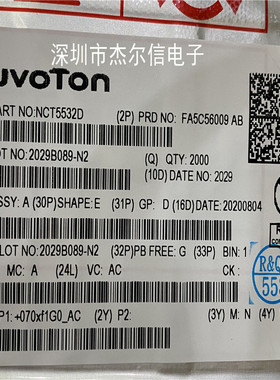 深圳市杰尔信电子
uvoTon
PART NO:NCT5532D (2P) PRD NO: FA5C56009 AB
OT NO: 2029B089-N2 (Q) QTY: 2000
(10D) DATE NO: 2029
SSY: A (30P)SHAPE:E (31P) GP: D (16D) DATE: 20200804
LOT NO: 2029B089-N2 (32P)PB FREE: G (33P) BIN: 1
MC: A (24L) VC: AC CK:
P1: +070xf1G0_AC (2Y) P2: (3Y) M: N (4Y)
R&Q